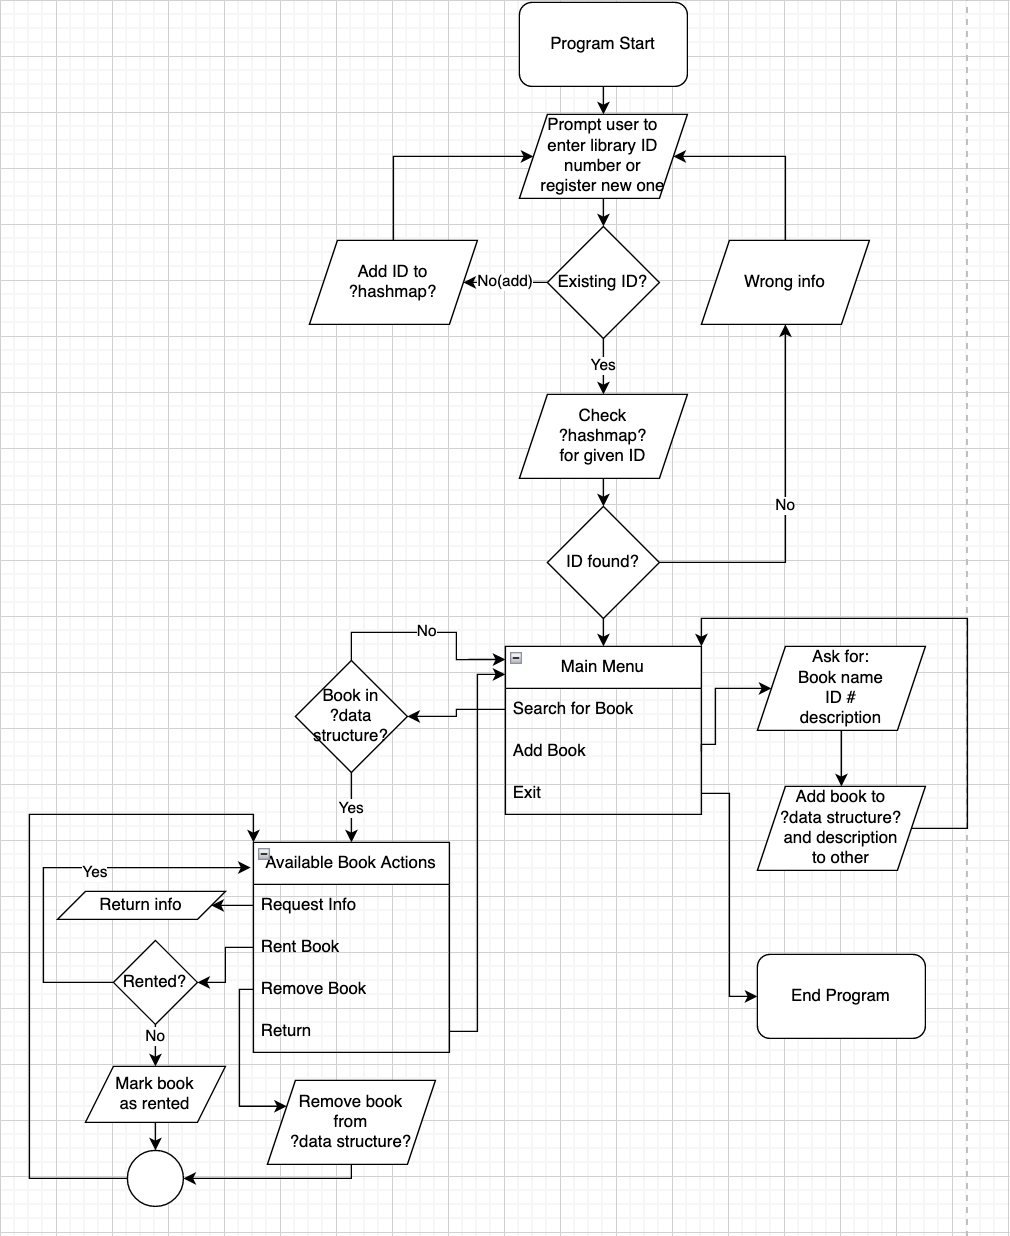 Program Start
Prompt user to
enter library ID
number or
register new one
Add ID to
?hashmap?
No(add)
Existing ID?
Wrong info
Yes
Check
?hashmap?
for given ID
No
ID found?
No
Main Menu
Search for Book
Add Book
Exit
Book in
?data
structure?
Ask for:
Book name
ID #
description
Yes
Add book to
?data structure?
and description
to other
Available Book Actions
Request Info
Rent Book
Remove Book
Return
Yes
Return info
Rented?
No
Mark book
as rented
Remove book
from
?data structure?
End Program